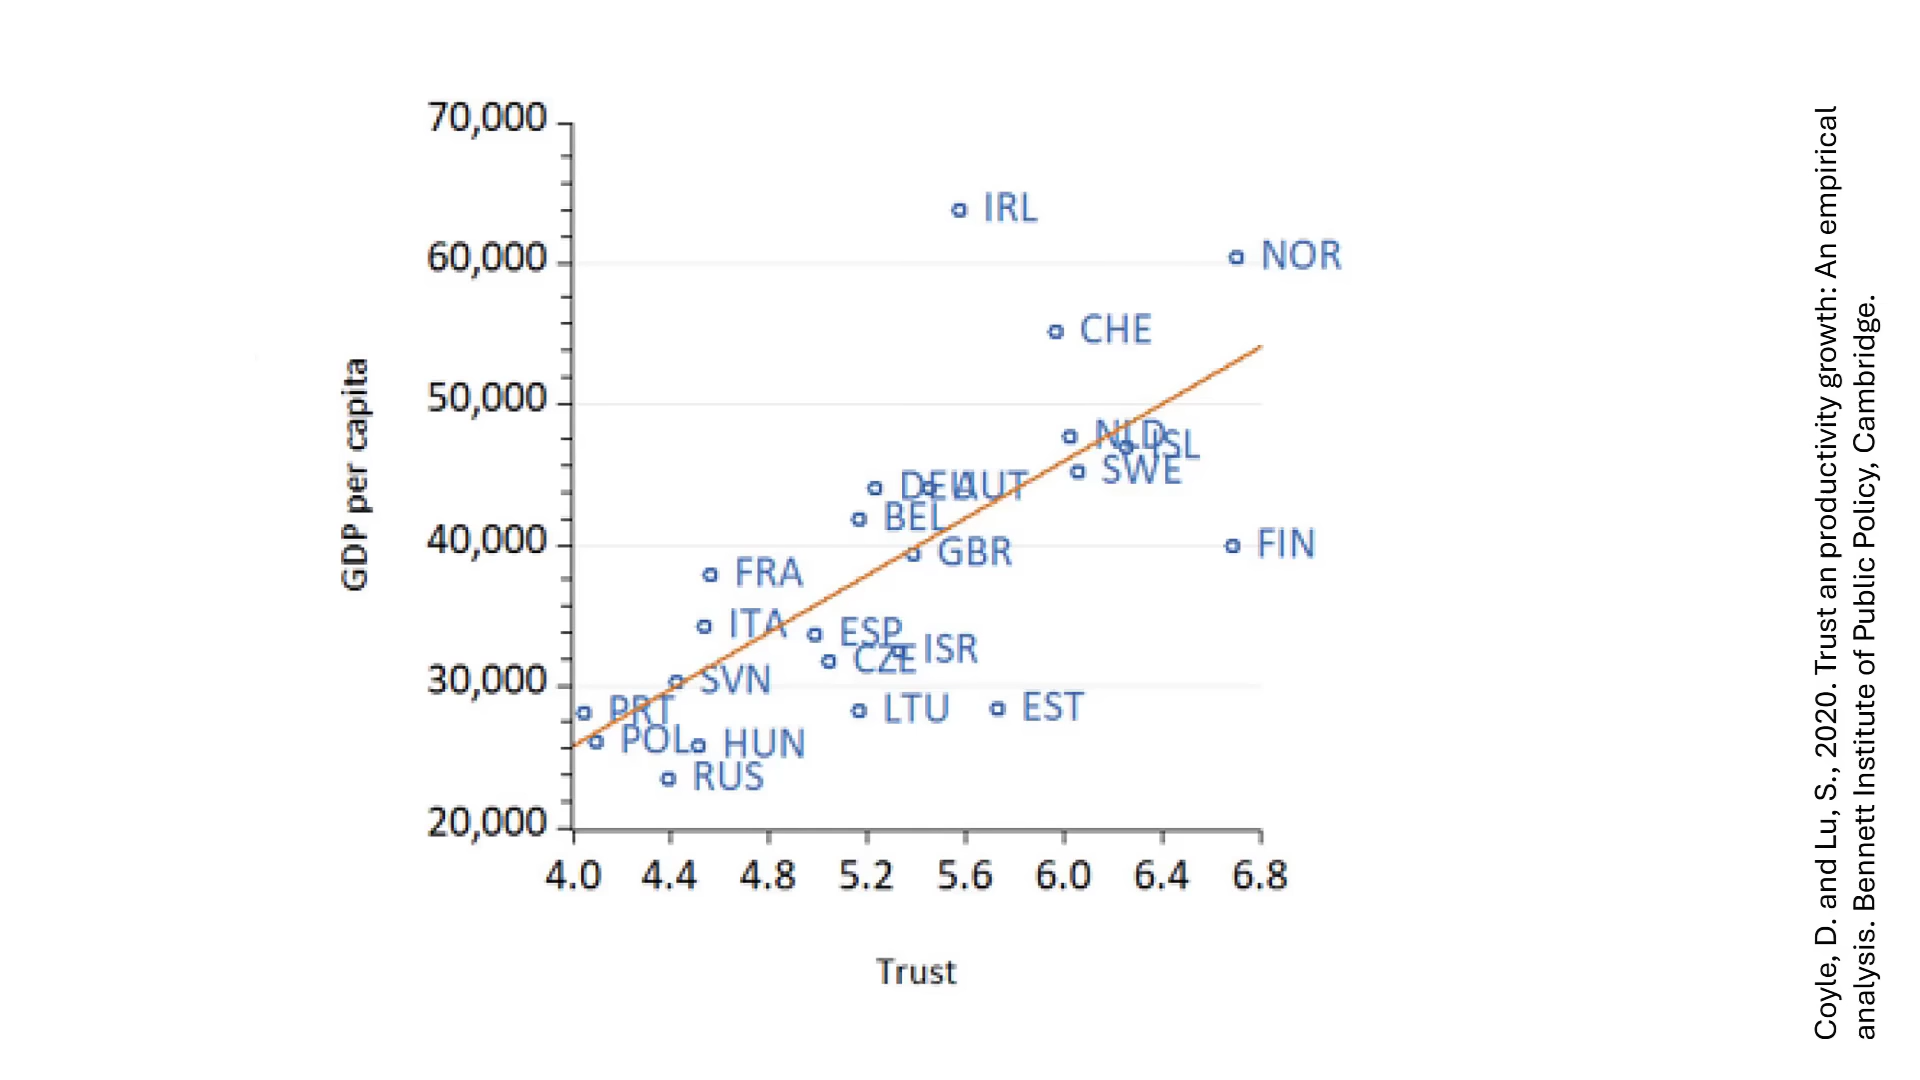 70,000
60,000
50,000
40,000
30,000
20,000
GDP per capita
IRL
NOR
CHE
NLD
ISL
SWE
DEU
AUT
BEL
GBR
FIN
FRA
ITA
ESP
ISR
CZE
SVN
PRT
LTU
EST
POL
HUN
RUS
4.0 4.4 4.8 5.2 5.6 6.0 6.4 6.8
Trust
Coyle, D. and Lu, S., 2020. Trust an productivity growth: An empirical
analysis. Bennett Institute of Public Policy, Cambridge.